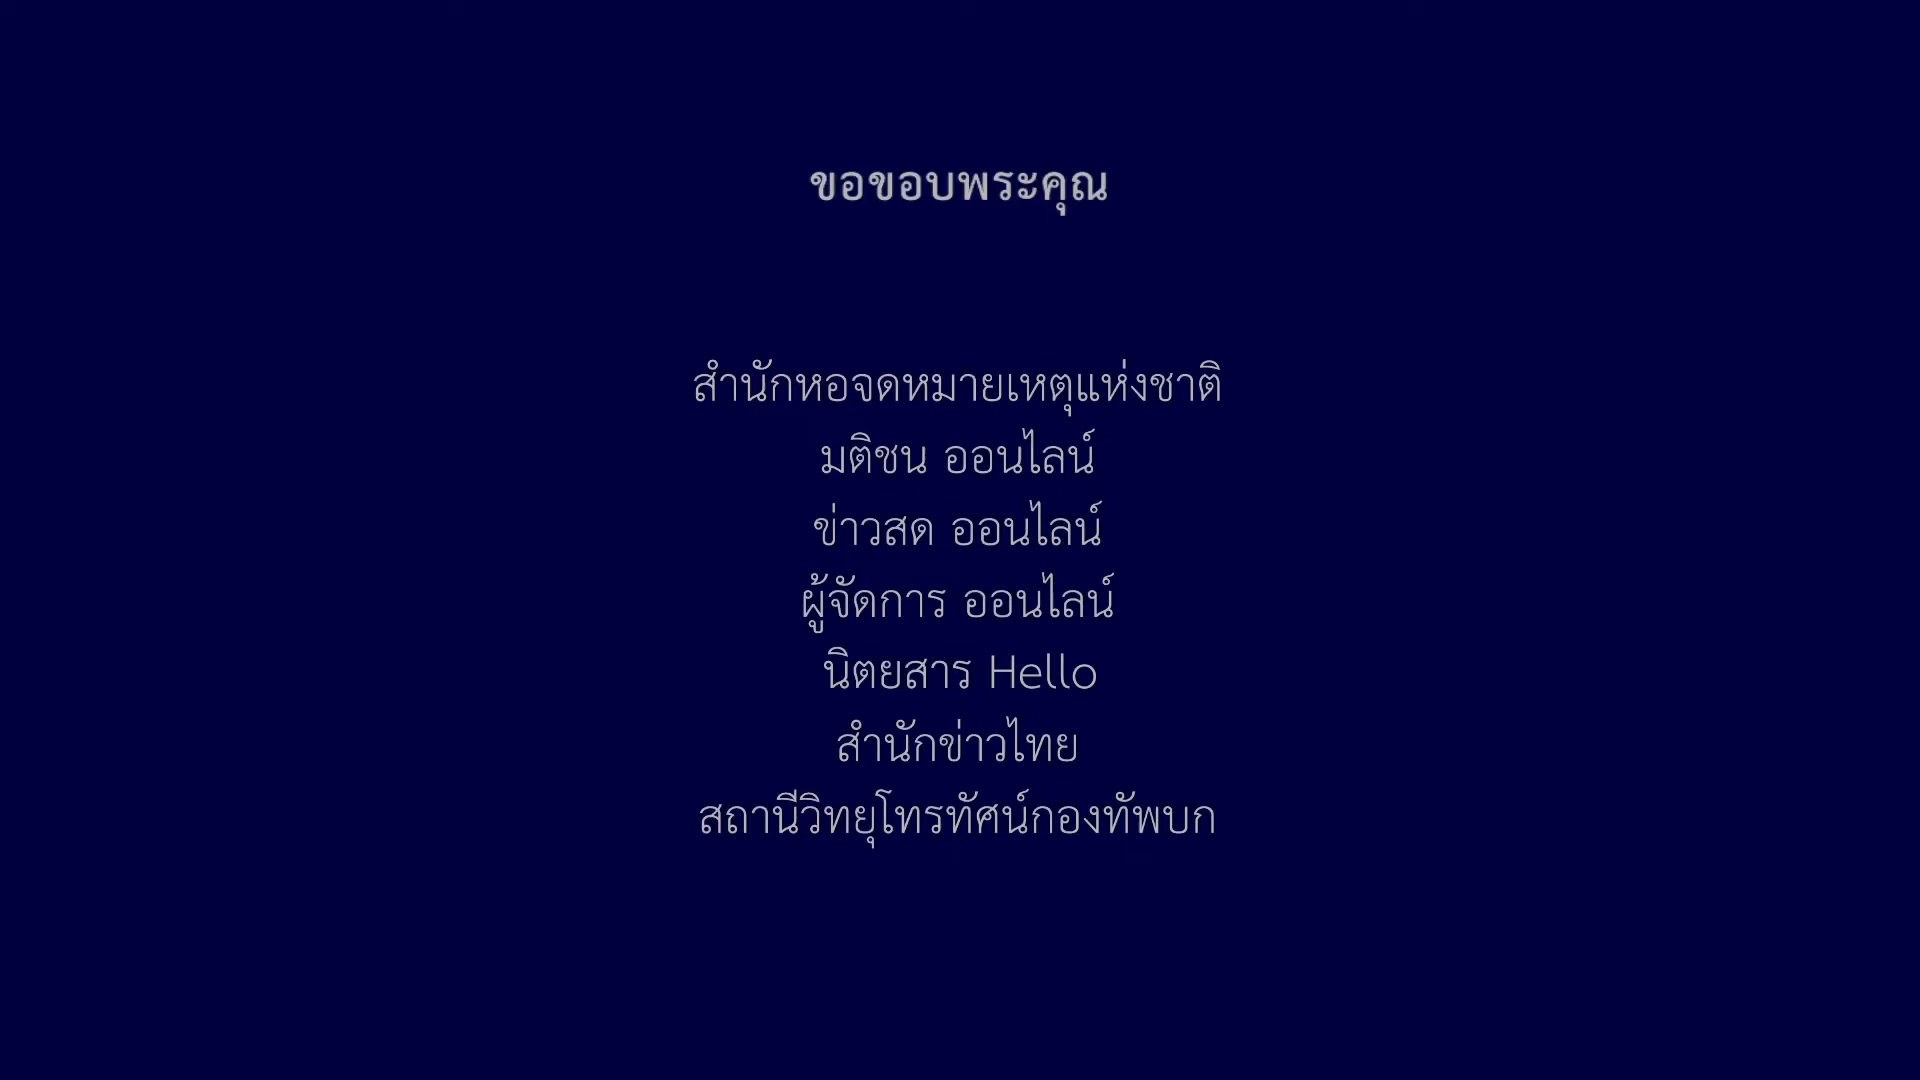 ขอขอบพระคุณ
สำนักหอจดหมายเหตุแห่งชาติ
มติชน ออนไลน์
ข่าวสด ออนไลน์
ผู้จัดการ ออนไลน์
นิตยสาร Hello
สำนักข่าวไทย
สถานีวิทยุโทรทัศน์กองทัพบก